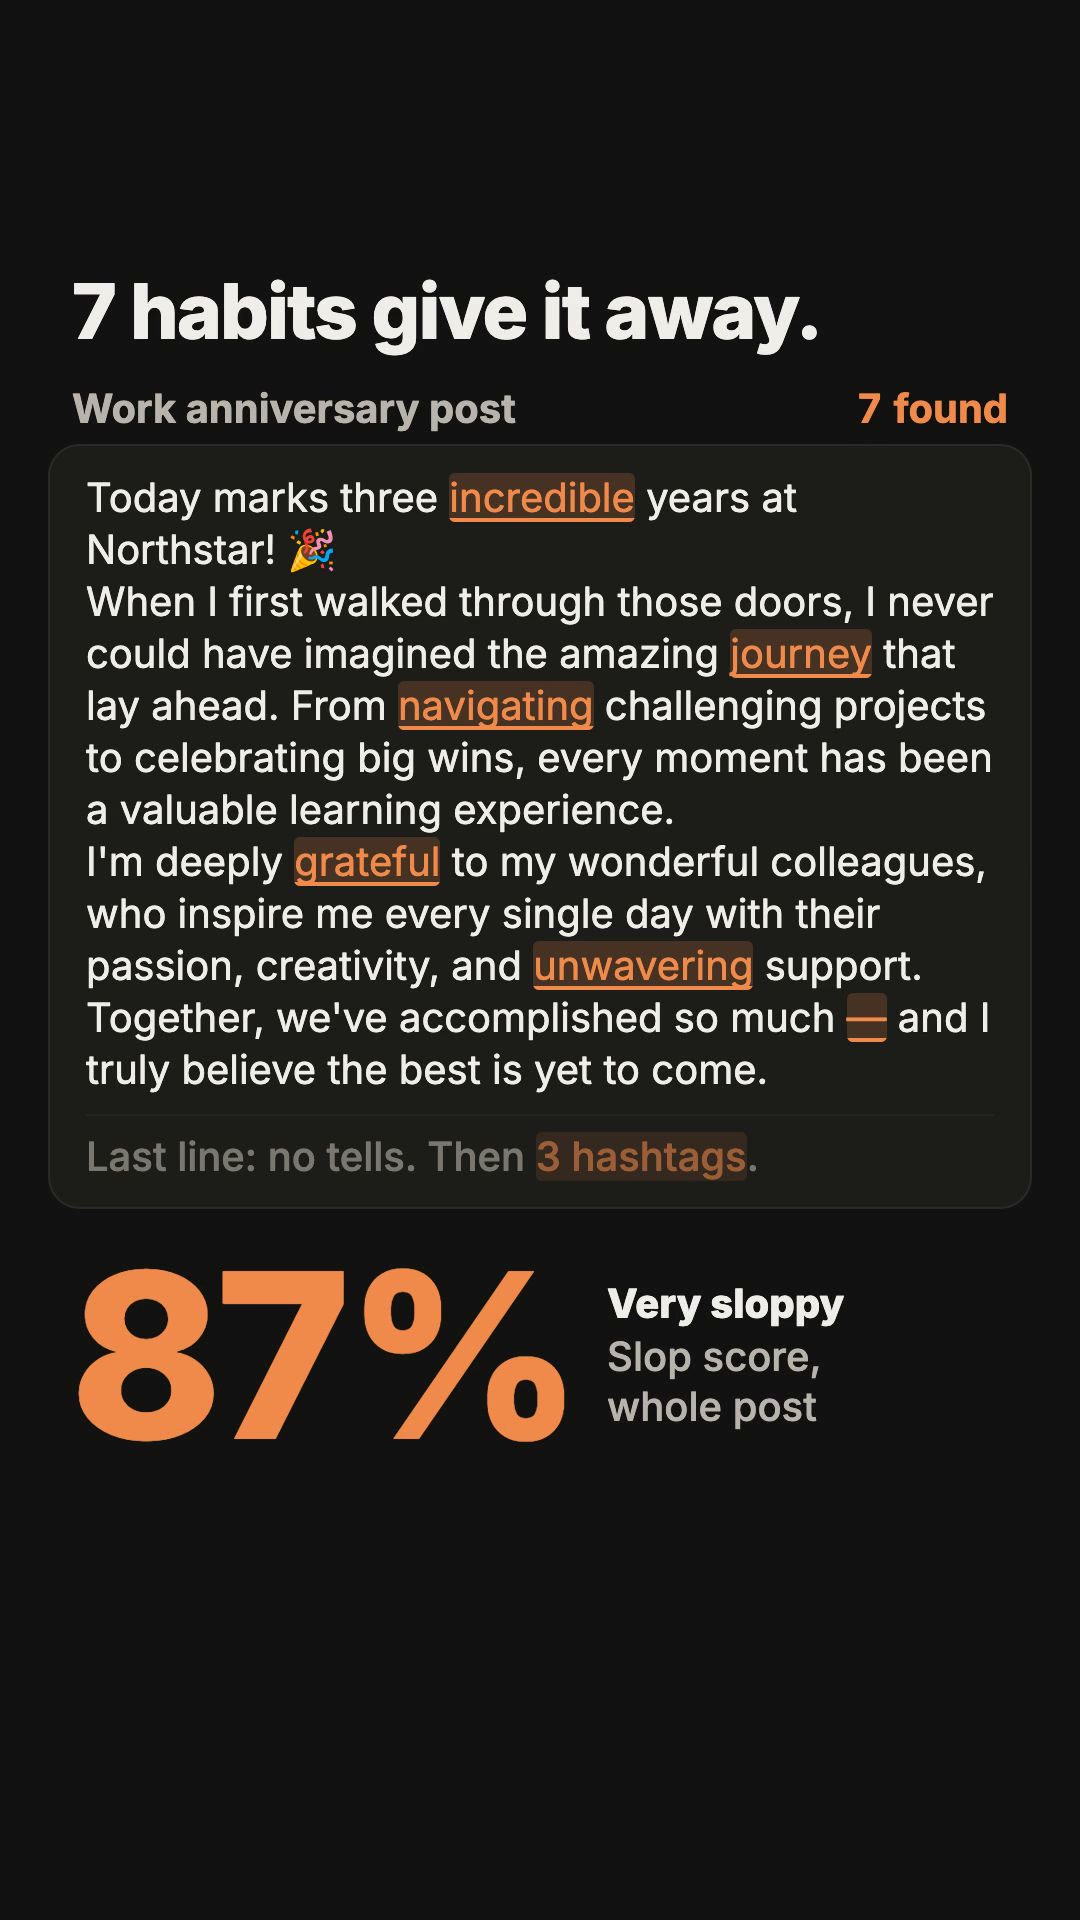 7 habits give it away.
Work anniversary post
7 found
Today marks three incredible years at
Northstar! 🎉
When I first walked through those doors, I never
could have imagined the amazing journey that
lay ahead. From navigating challenging projects
to celebrating big wins, every moment has been
a valuable learning experience.
I'm deeply grateful to my wonderful colleagues,
who inspire me every single day with their
passion, creativity, and unwavering support.
Together, we've accomplished so much — and I
truly believe the best is yet to come.
Last line: no tells. Then 3 hashtags.
87%
Very sloppy
Slop score,
whole post